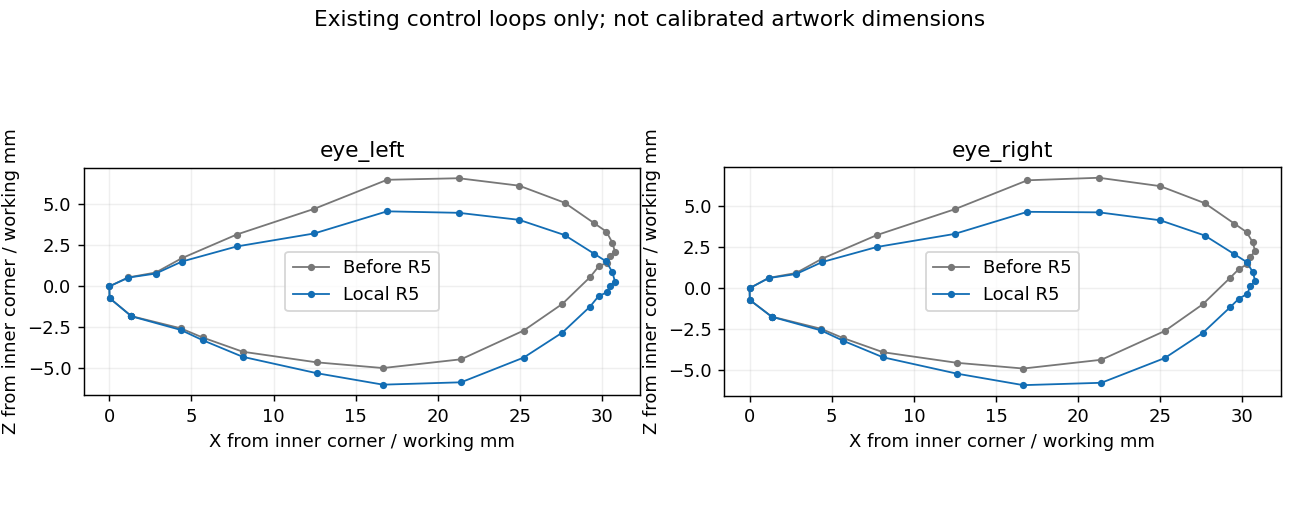 Existing control loops only; not calibrated artwork dimensions
eye_left
Z from inner corner / working mm
5.0
2.5
0.0
−2.5
−5.0
Before R5
Local R5
0
5
10
15
20
25
30
X from inner corner / working mm
eye_right
Z from inner corner / working mm
5.0
2.5
0.0
−2.5
−5.0
Before R5
Local R5
0
5
10
15
20
25
30
X from inner corner / working mm